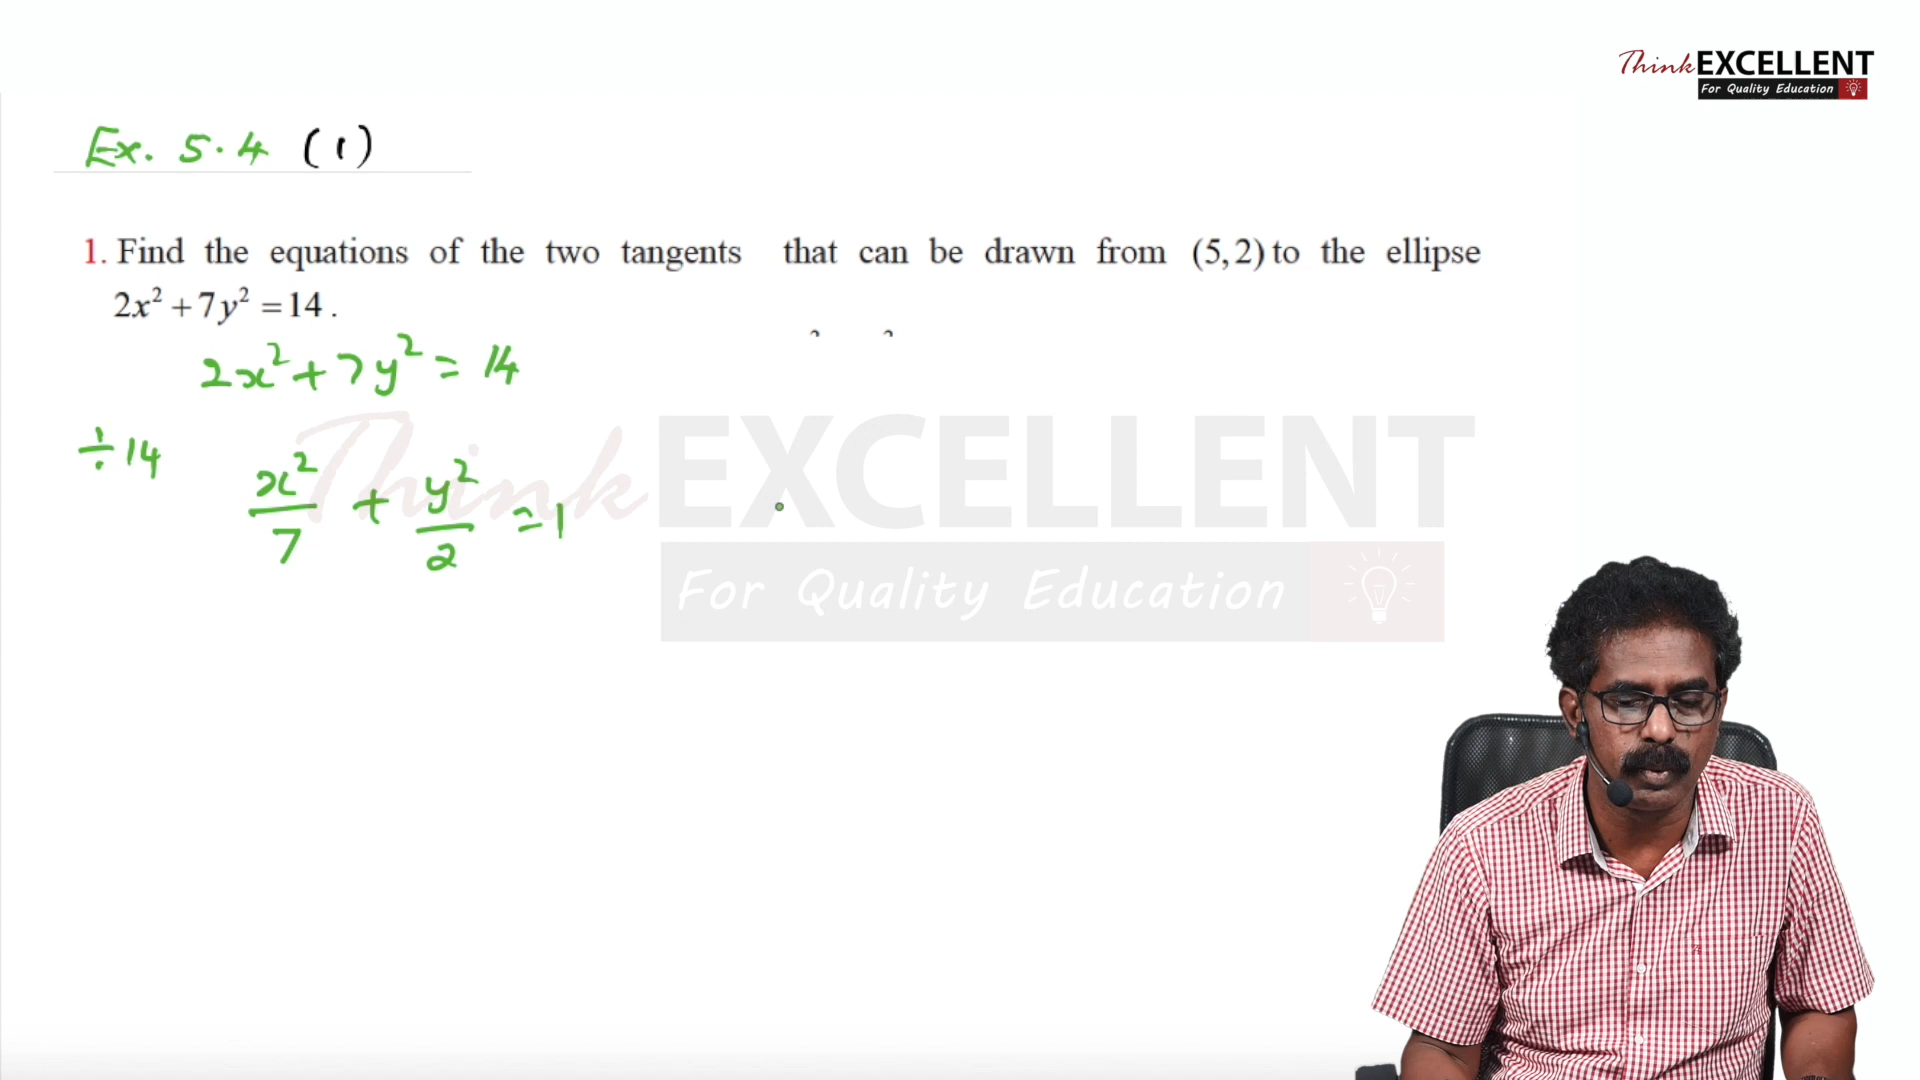 Think EXCELLENT
For Quality Education
Ex. 5.4 (1)
1. Find the equations of the two tangents that can be drawn from (5, 2) to the ellipse
2x² + 7y² = 14 .
2x² + 7y² = 14
÷14
x²/7 + y²/2 = 1
Think EXCELLENT
For Quality Education